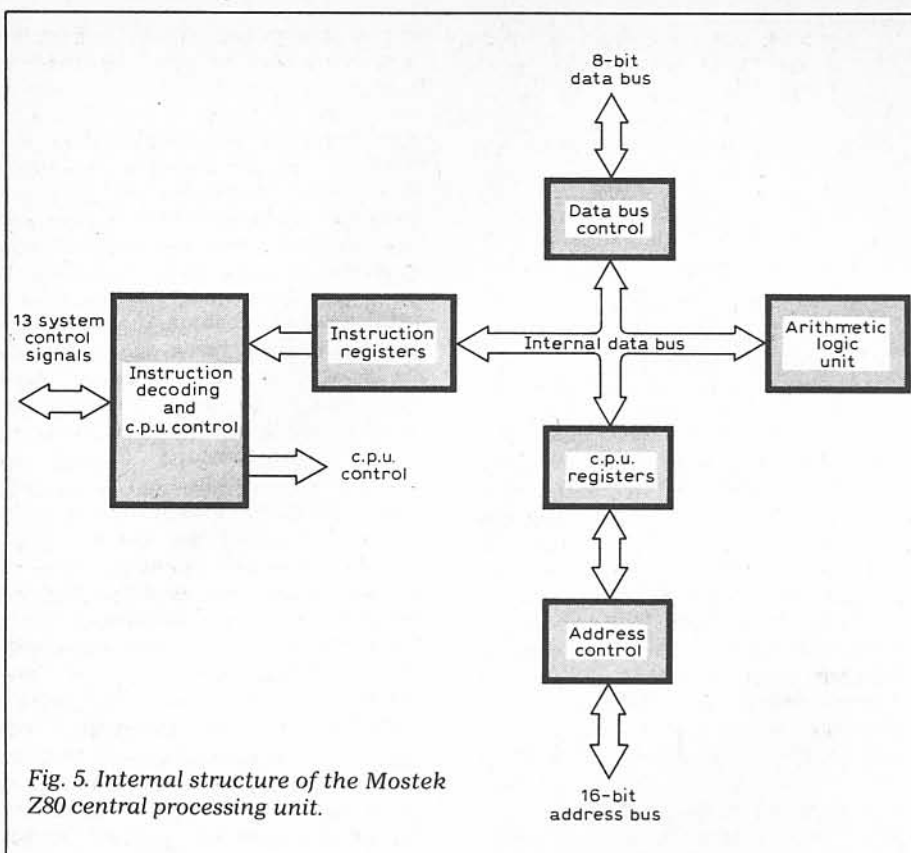 8-bit
data bus
Data bus
control
13 system
control
signals
Instruction
decoding
and
c.p.u. control
Instruction
registers
Internal data bus
Arithmetic
logic
unit
c.p.u.
control
c.p.u.
registers
Address
control
16-bit
address bus
Fig. 5. Internal structure of the Mostek
Z80 central processing unit.